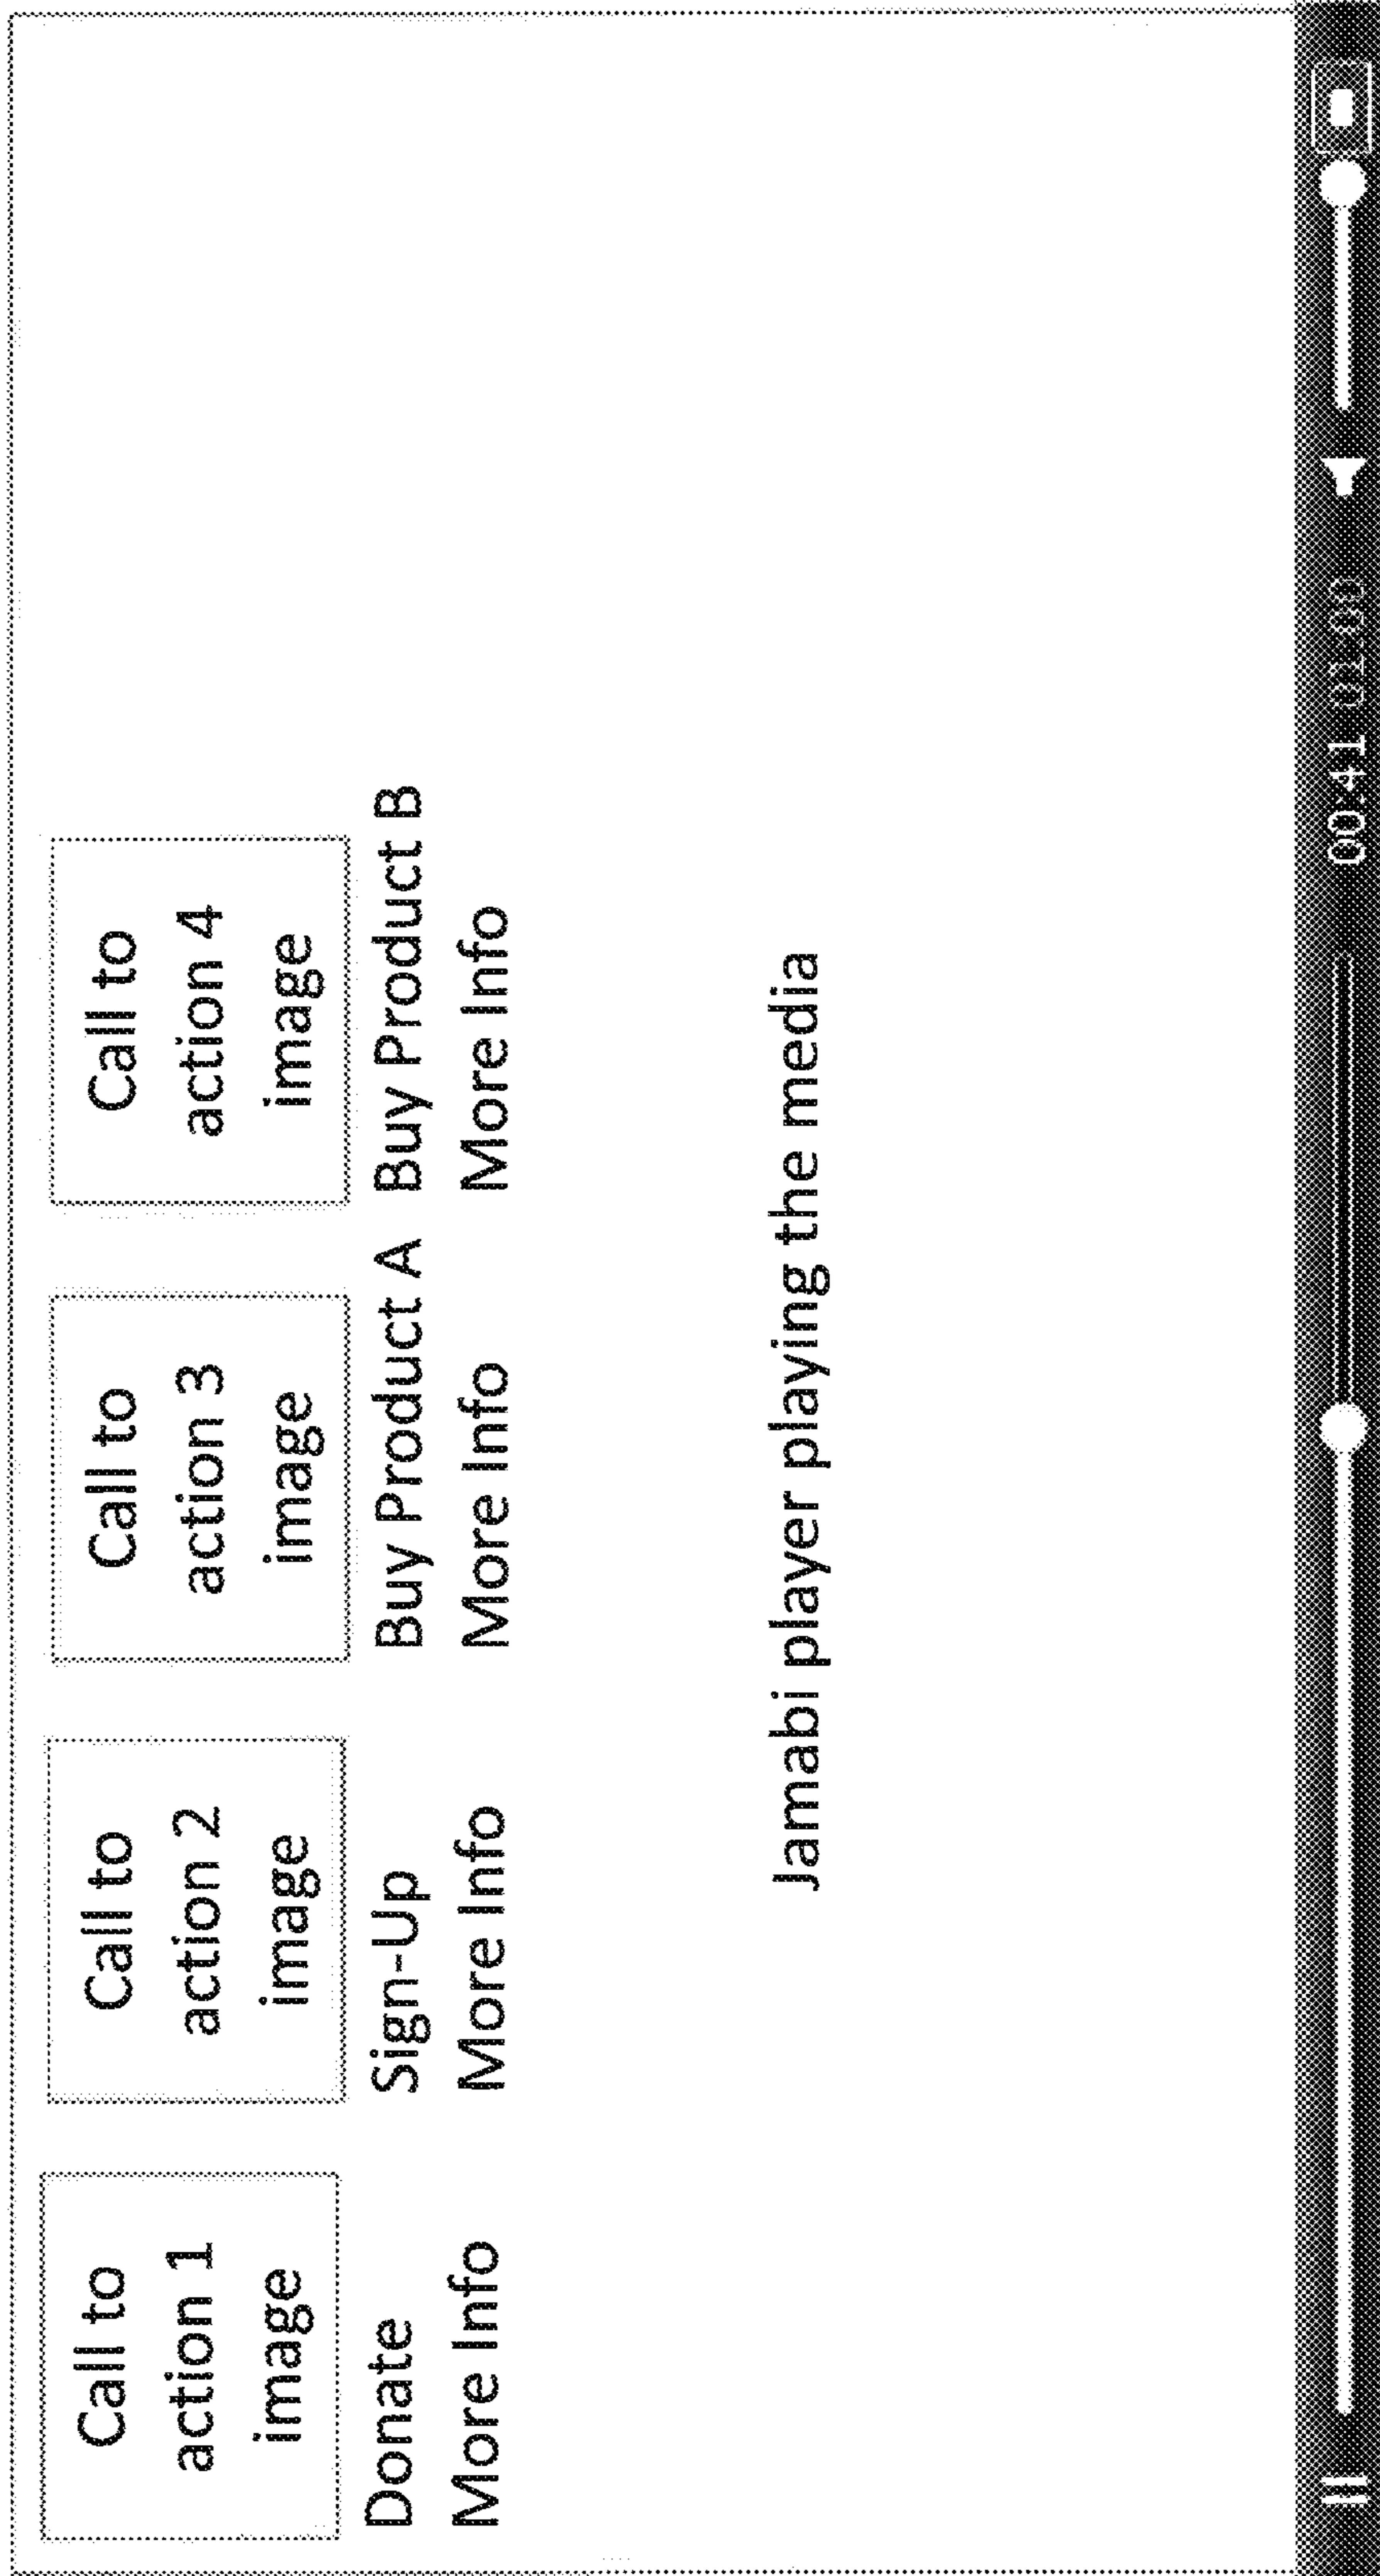 Call to
action 1
image
Donate
More Info
Call to
action 2
image
Sign-Up
More Info
Call to
action 3
image
Buy Product A
More Info
Call to
action 4
image
Buy Product B
More Info
Jamabi player playing the media
00:41